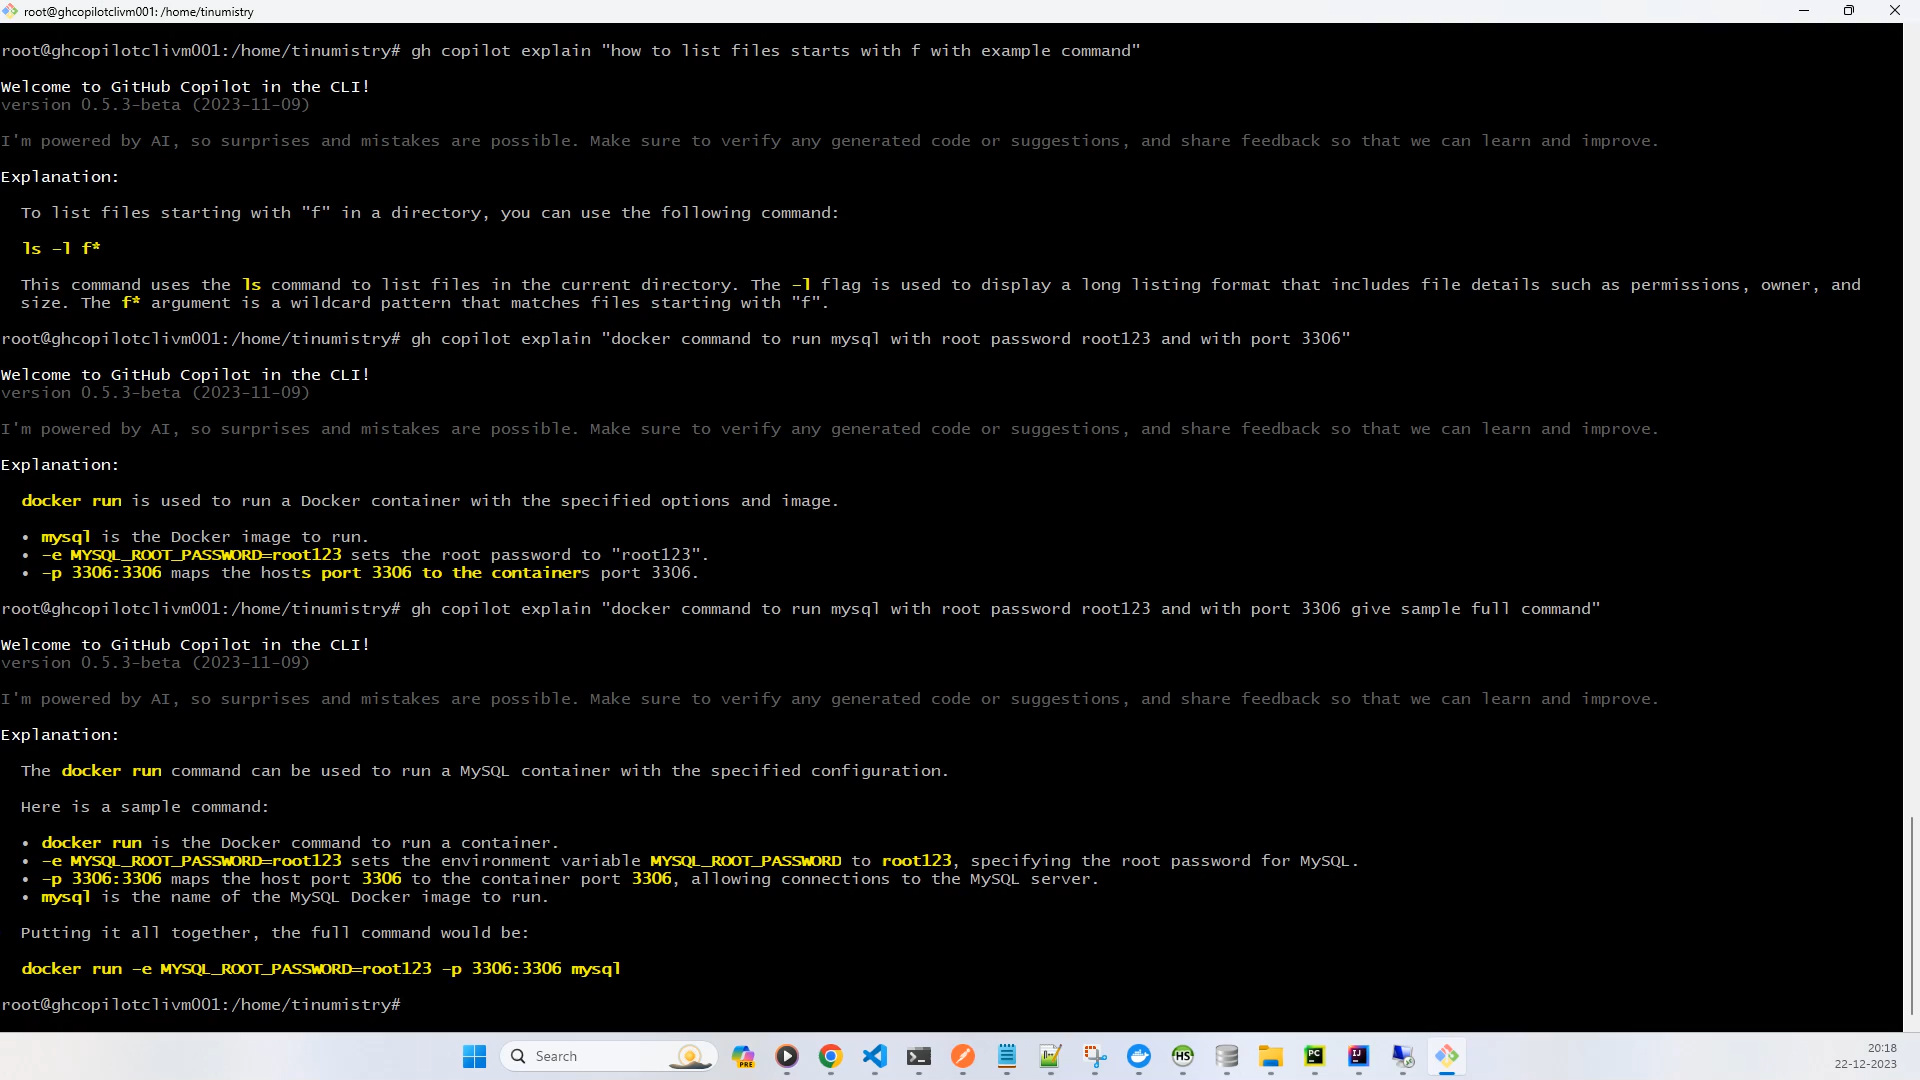 root@ghcopilotclivm001: /home/tinumistry
root@ghcopilotclivm001:/home/tinumistry# gh copilot explain "how to list files starts with f with example command"
Welcome to GitHub Copilot in the CLI!
version 0.5.3-beta (2023-11-09)
I'm powered by AI, so surprises and mistakes are possible. Make sure to verify any generated code or suggestions, and share feedback so that we can learn and improve.
Explanation:
To list files starting with "f" in a directory, you can use the following command:
ls -l f*
This command uses the ls command to list files in the current directory. The -l flag is used to display a long listing format that includes file details such as permissions, owner, and
size. The f* argument is a wildcard pattern that matches files starting with "f".
root@ghcopilotclivm001:/home/tinumistry# gh copilot explain "docker command to run mysql with root password root123 and with port 3306"
Welcome to GitHub Copilot in the CLI!
version 0.5.3-beta (2023-11-09)
I'm powered by AI, so surprises and mistakes are possible. Make sure to verify any generated code or suggestions, and share feedback so that we can learn and improve.
Explanation:
docker run is used to run a Docker container with the specified options and image.
• mysql is the Docker image to run.
• -e MYSQL_ROOT_PASSWORD=root123 sets the root password to "root123".
• -p 3306:3306 maps the hosts port 3306 to the containers port 3306.
root@ghcopilotclivm001:/home/tinumistry# gh copilot explain "docker command to run mysql with root password root123 and with port 3306 give sample full command"
Welcome to GitHub Copilot in the CLI!
version 0.5.3-beta (2023-11-09)
I'm powered by AI, so surprises and mistakes are possible. Make sure to verify any generated code or suggestions, and share feedback so that we can learn and improve.
Explanation:
The docker run command can be used to run a MySQL container with the specified configuration.
Here is a sample command:
• docker run is the Docker command to run a container.
• -e MYSQL_ROOT_PASSWORD=root123 sets the environment variable MYSQL_ROOT_PASSWORD to root123, specifying the root password for MySQL.
• -p 3306:3306 maps the host port 3306 to the container port 3306, allowing connections to the MySQL server.
• mysql is the name of the MySQL Docker image to run.
Putting it all together, the full command would be:
docker run -e MYSQL_ROOT_PASSWORD=root123 -p 3306:3306 mysql
root@ghcopilotclivm001:/home/tinumistry#
Search
PRE
HS
PC
IJ
20:18
22-12-2023